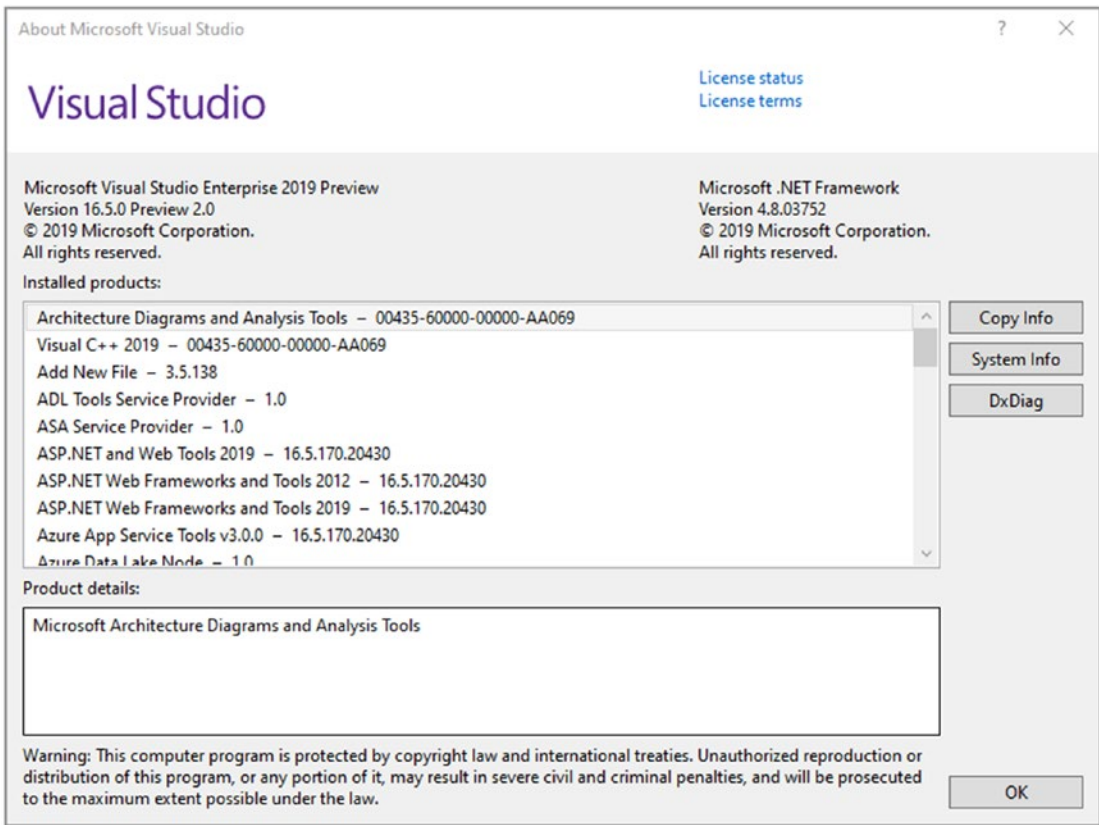 About Microsoft Visual Studio
?
Visual Studio
License status
License terms
Microsoft Visual Studio Enterprise 2019 Preview
Version 16.5.0 Preview 2.0
© 2019 Microsoft Corporation.
All rights reserved.
Microsoft .NET Framework
Version 4.8.03752
© 2019 Microsoft Corporation.
All rights reserved.
Installed products:
Architecture Diagrams and Analysis Tools – 00435-60000-00000-AA069
Visual C++ 2019 – 00435-60000-00000-AA069
Add New File – 3.5.138
ADL Tools Service Provider – 1.0
ASA Service Provider – 1.0
ASP.NET and Web Tools 2019 – 16.5.170.20430
ASP.NET Web Frameworks and Tools 2012 – 16.5.170.20430
ASP.NET Web Frameworks and Tools 2019 – 16.5.170.20430
Azure App Service Tools v3.0.0 – 16.5.170.20430
Azure Data Lake Node – 1.0
Copy Info
System Info
DxDiag
Product details:
Microsoft Architecture Diagrams and Analysis Tools
Warning: This computer program is protected by copyright law and international treaties. Unauthorized reproduction or
distribution of this program, or any portion of it, may result in severe civil and criminal penalties, and will be prosecuted
to the maximum extent possible under the law.
OK